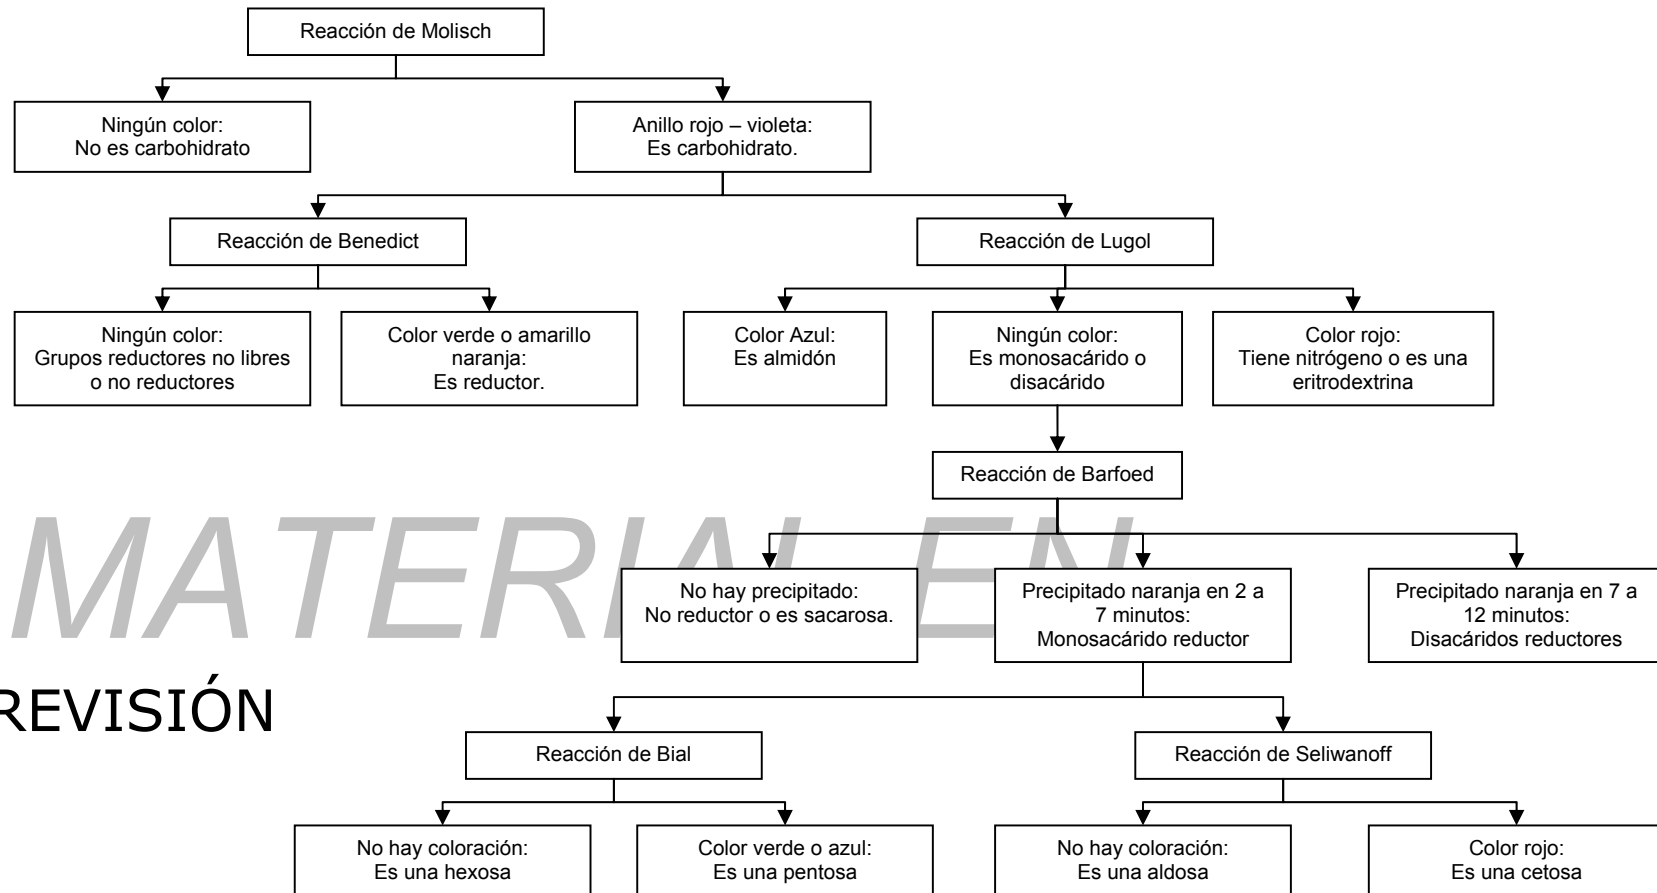 Reacción de Molisch
Ningún color:
No es carbohidrato
Anillo rojo – violeta:
Es carbohidrato.
Reacción de Benedict
Reacción de Lugol
Ningún color:
Grupos reductores no libres
o no reductores
Color verde o amarillo
naranja:
Es reductor.
Color Azul:
Es almidón
Ningún color:
Es monosacárido o
disacárido
Color rojo:
Tiene nitrógeno o es una
eritrodextrina
Reacción de Barfoed
MATERIAL EN
REVISIÓN
No hay precipitado:
No reductor o es sacarosa.
Precipitado naranja en 2 a
7 minutos:
Monosacárido reductor
Precipitado naranja en 7 a
12 minutos:
Disacáridos reductores
Reacción de Bial
Reacción de Seliwanoff
No hay coloración:
Es una hexosa
Color verde o azul:
Es una pentosa
No hay coloración:
Es una aldosa
Color rojo:
Es una cetosa